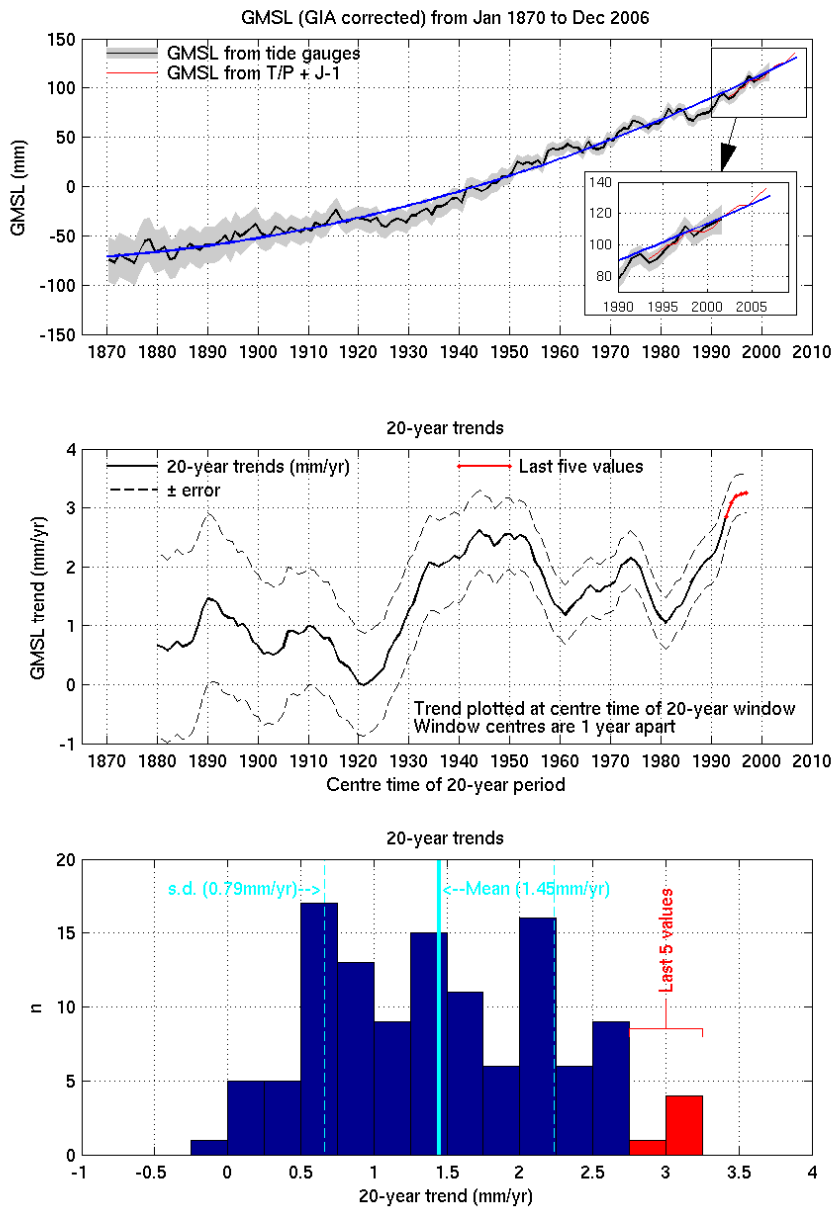 GMSL (GIA corrected) from Jan 1870 to Dec 2006
GMSL (mm)
150
100
50
0
-50
-100
-150
GMSL from tide gauges
GMSL from T/P + J-1
140
120
100
80
1990 1995 2000 2005
1870 1880 1890 1900 1910 1920 1930 1940 1950 1960 1970 1980 1990 2000 2010
20-year trends
GMSL trend (mm/yr)
4
3
2
1
0
-1
20-year trends (mm/yr)
± error
Last five values
Trend plotted at centre time of 20-year window
Window centres are 1 year apart
1870 1880 1890 1900 1910 1920 1930 1940 1950 1960 1970 1980 1990 2000 2010
Centre time of 20-year period
20-year trends
n
20
15
10
5
0
s.d. (0.79mm/yr)-->
<--Mean (1.45mm/yr)
Last 5 values
-1 -0.5 0 0.5 1 1.5 2 2.5 3 3.5 4
20-year trend (mm/yr)